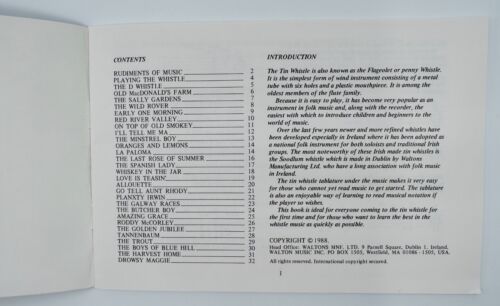 CONTENTS
RUDIMENTS OF MUSIC 2
PLAYING THE WHISTLE 4
THE D WHISTLE 5
OLD MacDONALD'S FARM 6
THE SALLY GARDENS 7
THE WILD ROVER 8
EARLY ONE MORNING 9
RED RIVER VALLEY 10
ON TOP OF OLD SMOKEY 11
I'LL TELL ME MA 12
THE MINSTREL BOY 13
ORANGES AND LEMONS 14
LA PALOMA 14
THE LAST ROSE OF SUMMER 16
THE SPANISH LADY 17
WHISKEY IN THE JAR 18
LOVE IS TEASIN' 19
ALLOUETTE 20
GO TELL AUNT RHODY 21
PLANXTY IRWIN 21
THE GALWAY RACES 23
THE BUTCHER BOY 24
AMAZING GRACE 25
RODDY McCORLEY 26
THE GOLDEN JUBILEE 27
TANNENBAUM 28
THE TROUT 29
THE BOYS OF BLUE HILL 30
THE HARVEST HOME 31
DROWSY MAGGIE 32
INTRODUCTION
The Tin Whistle is also known as the Flageolet or penny Whistle.
It is the simplest form of wind instrument consisting of a metal
tube with six holes and a plastic mouthpiece. It is among the
oldest members of the flute family.
Because it is easy to play, it has become very popular as an
instrument in folk music and, along with the recorder, the
easiest with which to introduce children and beginners to the
world of music.
Over the last few years newer and more refined whistles have
been developed especially in Ireland where it has been adopted as
a national folk instrument for both soloists and traditional Irish
groups. The most noteworthy of these Irish made tin whistles is
the Soodlum whistle which is made in Dublin by Waltons
Manufacturing Ltd. who have a long association with folk music
in Ireland.
The tin whistle tablature under the music makes it very easy
for those who cannot yet read music to get started. The tablature
is also an enjoyable way of learning to read musical notation if
the player so wishes.
This book is ideal for everyone coming to the tin whistle for
the first time and for those who want to learn the best in the
whistle music as quickly as possible.
COPYRIGHT © 1988.
Head Office: WALTONS MNF. LTD. 9 Parnell Square, Dublin 1, Ireland.
WALTON MUSIC INC. PO BOX 1505, Westfield, MA 01086 - 1505, USA.
All rights reserved. International copyright secured.
1